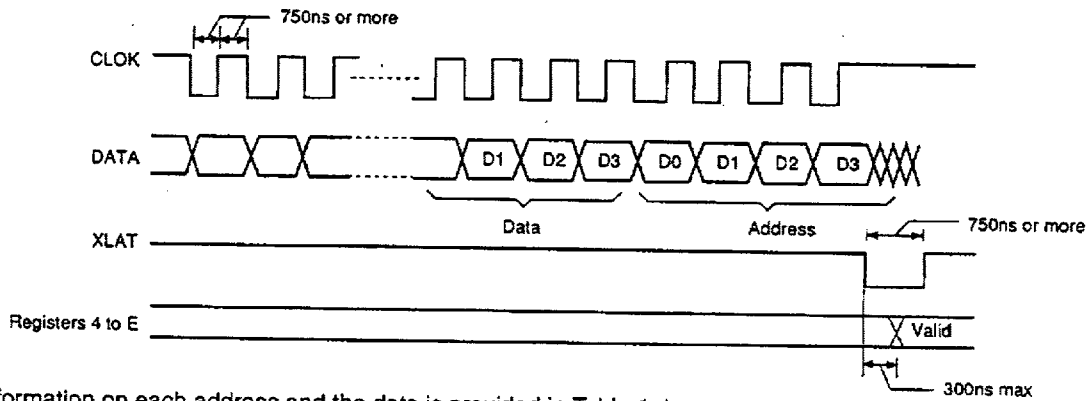 750ns or more
CLOK
DATA
D1 D2 D3 D0 D1 D2 D3
Data Address
XLAT
750ns or more
Registers 4 to E
Valid
300ns max
formation on each address and the data is provided in Table